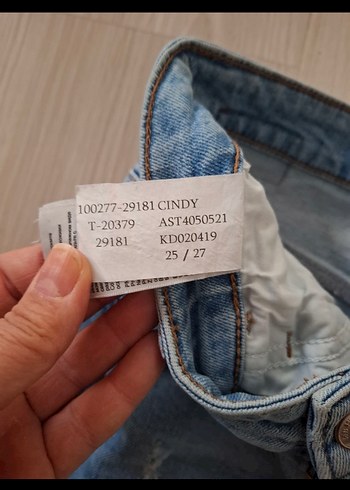 100277-29181 CINDY
T-20379 AST4050521
29181 KD020419
25 / 27